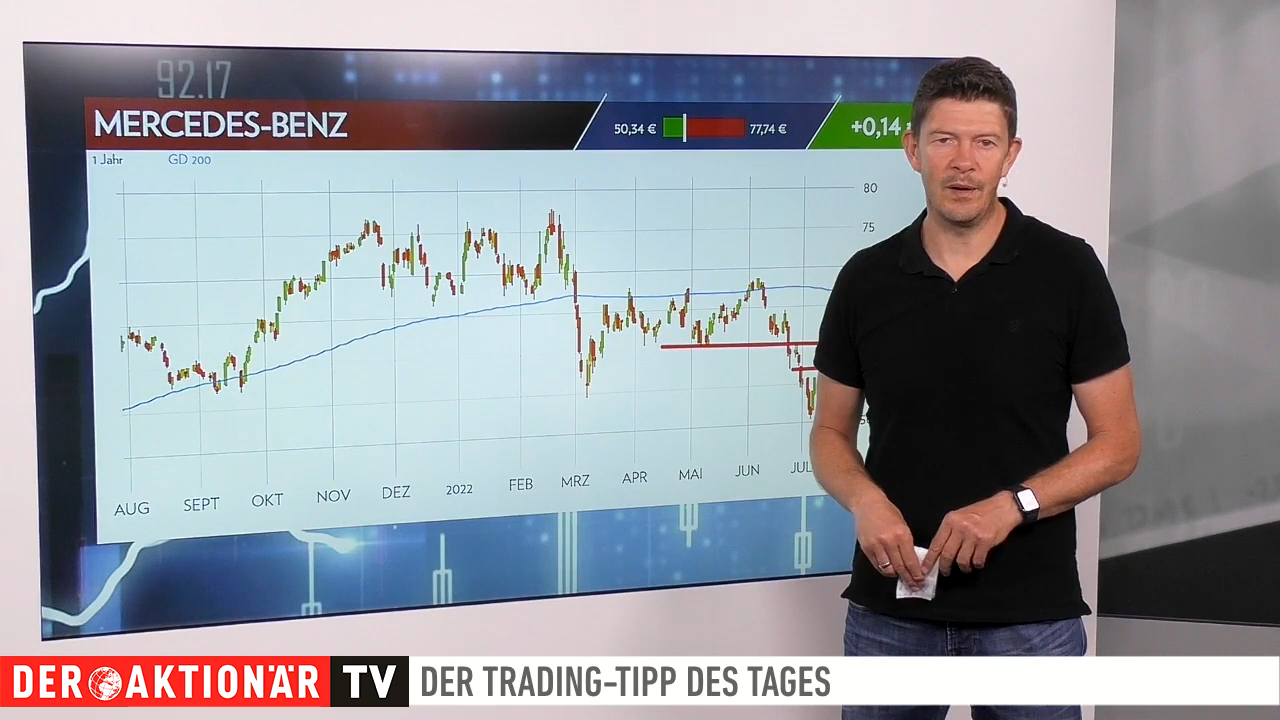 92.17
MERCEDES-BENZ
50,34 €
77,74 €
+0,14
1 Jahr
GD 200
80
75
AUG
SEPT
OKT
NOV
DEZ
2022
FEB
MRZ
APR
MAI
JUN
DER AKTIONÄR TV
DER TRADING-TIPP DES TAGES